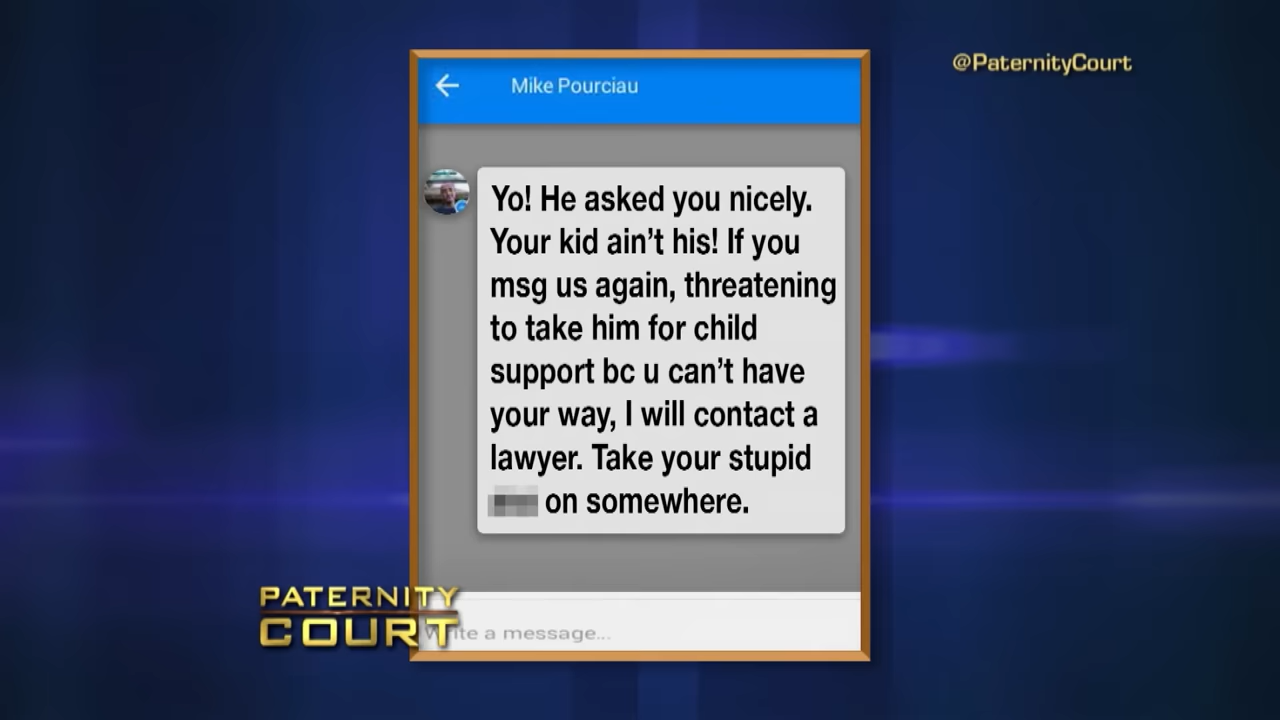 @PaternityCourt
Mike Pourciau
Yo! He asked you nicely.
Your kid ain't his! If you
msg us again, threatening
to take him for child
support bc u can't have
your way, I will contact a
lawyer. Take your stupid
on somewhere.
PATERNITY
COURT
Write a message...